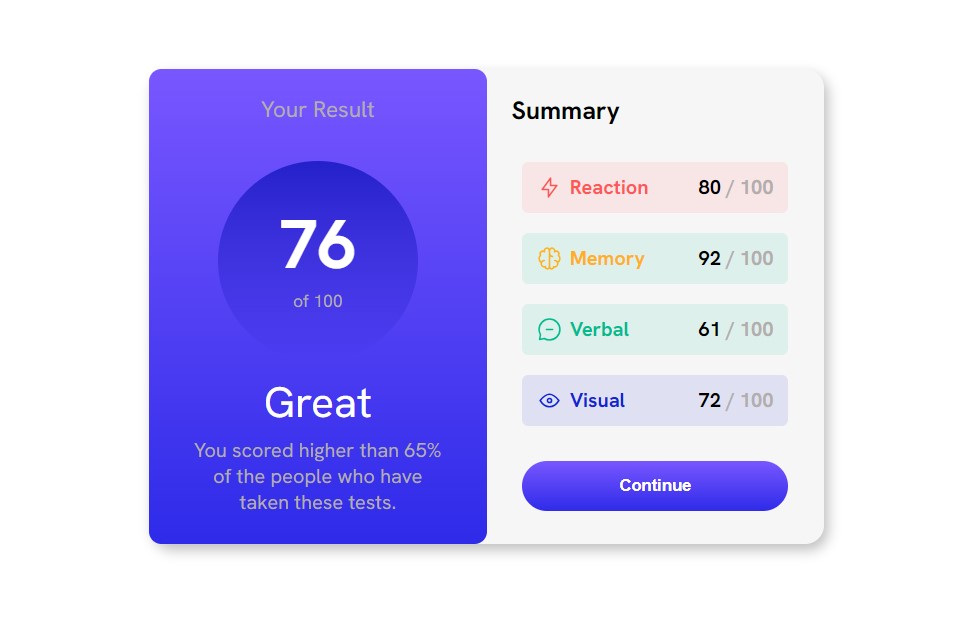 Your Result
76
of 100
Great
You scored higher than 65%
of the people who have
taken these tests.
Summary
Reaction 80 / 100
Memory 92 / 100
Verbal 61 / 100
Visual 72 / 100
Continue